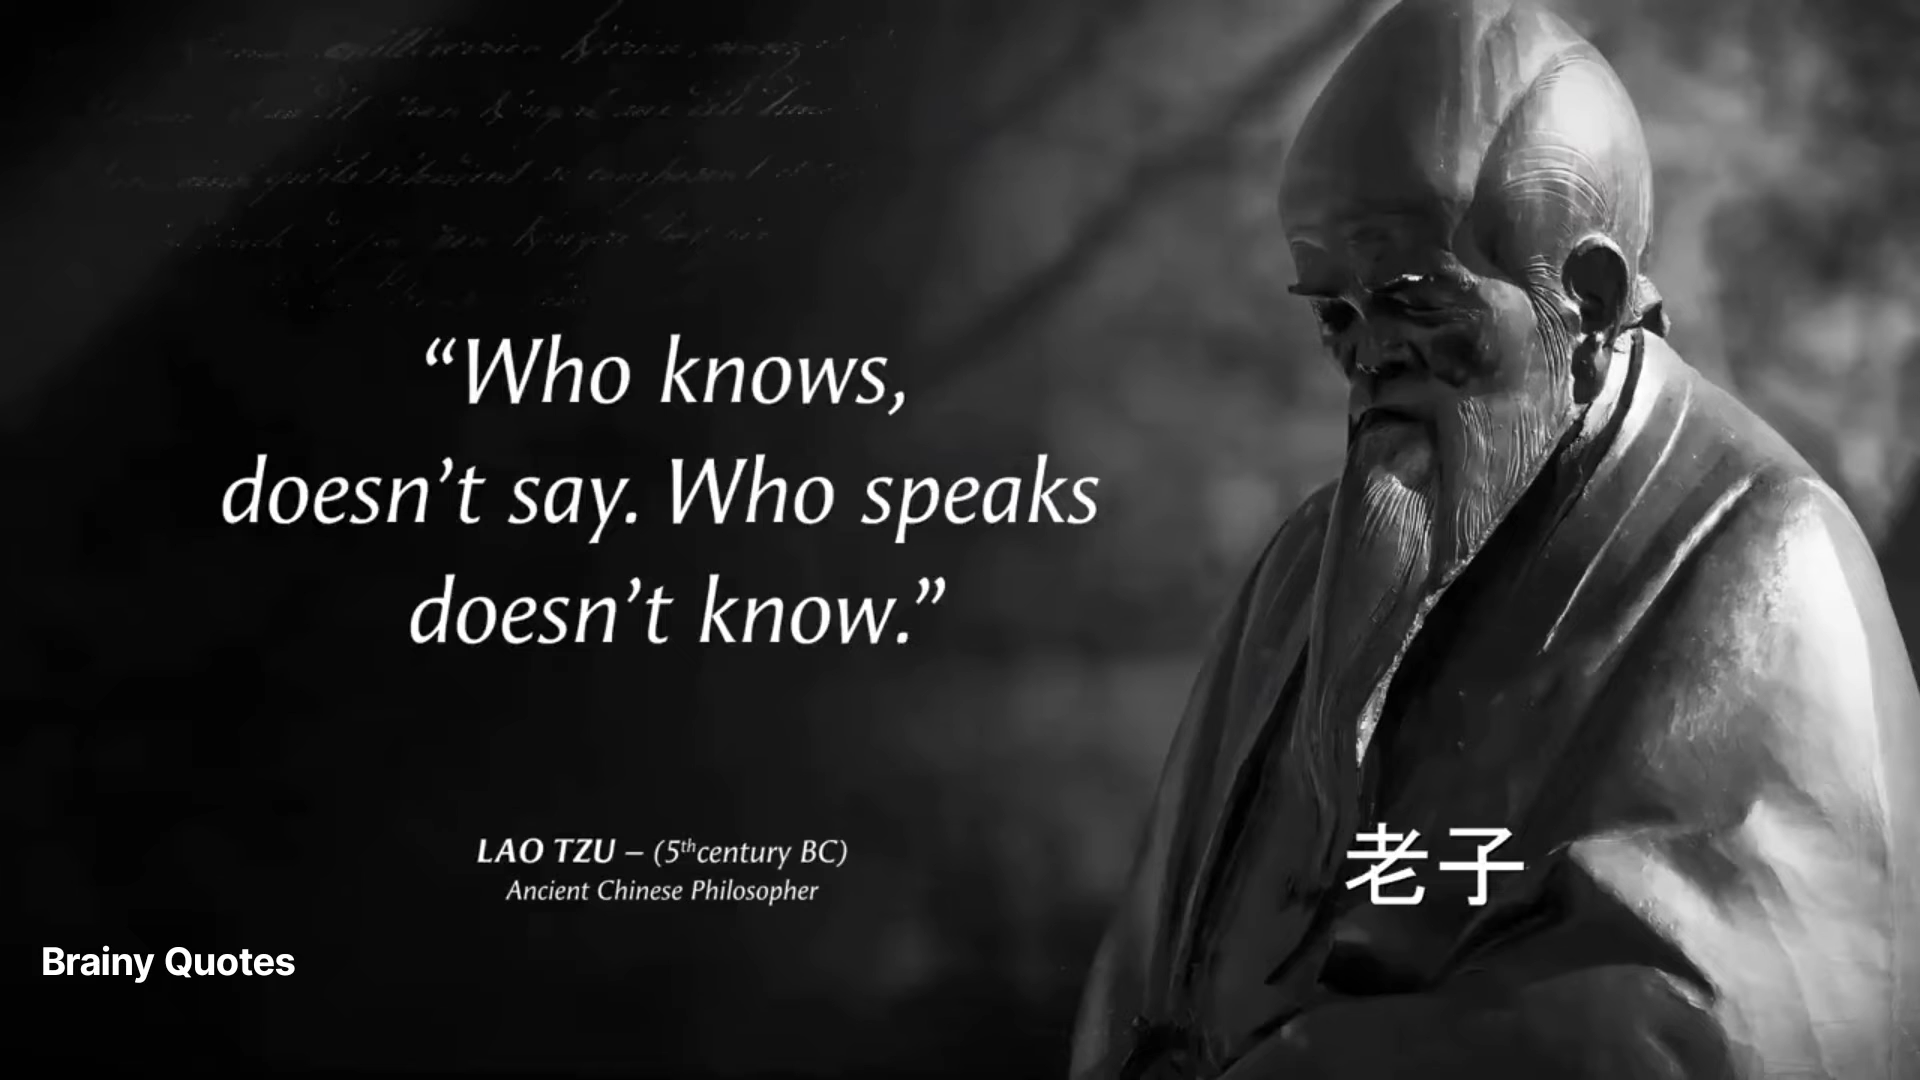 “Who knows,
doesn’t say. Who speaks
doesn’t know.”
LAO TZU – (5thcentury BC)
Ancient Chinese Philosopher
老子
Brainy Quotes